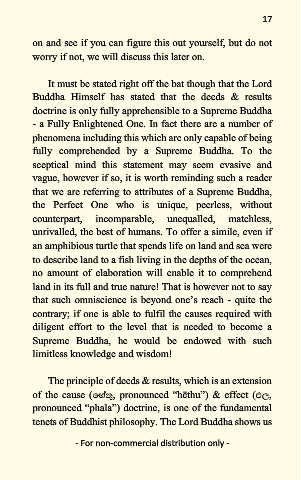 17
on and see if you can figure this out yourself, but do not
worry if not, we will discuss this later on.
It must be stated right off the bat though that the Lord
Buddha Himself has stated that the deeds & results
doctrine is only fully apprehensible to a Supreme Buddha
- a Fully Enlightened One. In fact there are a number of
phenomena including this which are only capable of being
fully comprehended by a Supreme Buddha. To the
sceptical mind this statement may seem evasive and
vague, however if so, it is worth reminding such a reader
that we are referring to attributes of a Supreme Buddha,
the Perfect One who is unique, peerless, without
counterpart, incomparable, unequalled, matchless,
unrivalled, the best of humans. To offer a simile, even if
an amphibious turtle that spends life on land and sea were
to describe land to a fish living in the depths of the ocean,
no amount of elaboration will enable it to comprehend
land in its full and true nature! That is however not to say
that such omniscience is beyond one’s reach - quite the
contrary; if one is able to fulfil the causes required with
diligent effort to the level that is needed to become a
Supreme Buddha, he would be endowed with such
limitless knowledge and wisdom!
The principle of deeds & results, which is an extension
of the cause (හේතු, pronounced “hēthu”) & effect (ඵල,
pronounced “phala”) doctrine, is one of the fundamental
tenets of Buddhist philosophy. The Lord Buddha shows us
- For non-commercial distribution only -